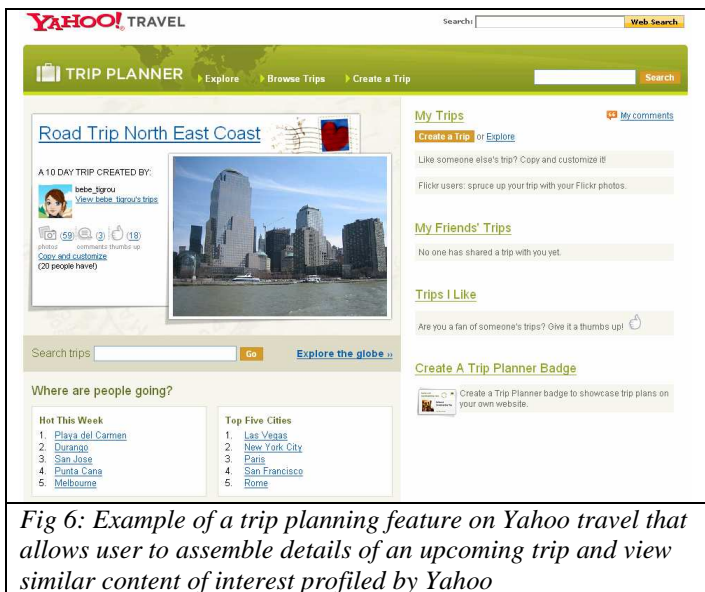 YAHOO! TRAVEL
Search:
Web Search
TRIP PLANNER
Explore
Browse Trips
Create a Trip
Search
Road Trip North East Coast
A 10 DAY TRIP CREATED BY:
bebe_tigrou
View bebe_tigrou's trips
(59) (3) (18)
photos comments thumbs up
Copy and customize
(20 people have!)
Search trips
Go
Explore the globe »
Where are people going?
Hot This Week
1. Playa del Carmen
2. Durango
3. San Jose
4. Punta Cana
5. Melbourne
Top Five Cities
1. Las Vegas
2. New York City
3. Paris
4. San Francisco
5. Rome
My Trips
My comments
Create a Trip or Explore
Like someone else's trip? Copy and customize it!
Flickr users: spruce up your trip with your Flickr photos.
My Friends' Trips
No one has shared a trip with you yet.
Trips I Like
Are you a fan of someone's trips? Give it a thumbs up!
Create A Trip Planner Badge
Create a Trip Planner badge to showcase trip plans on
your own website.
Fig 6: Example of a trip planning feature on Yahoo travel that
allows user to assemble details of an upcoming trip and view
similar content of interest profiled by Yahoo